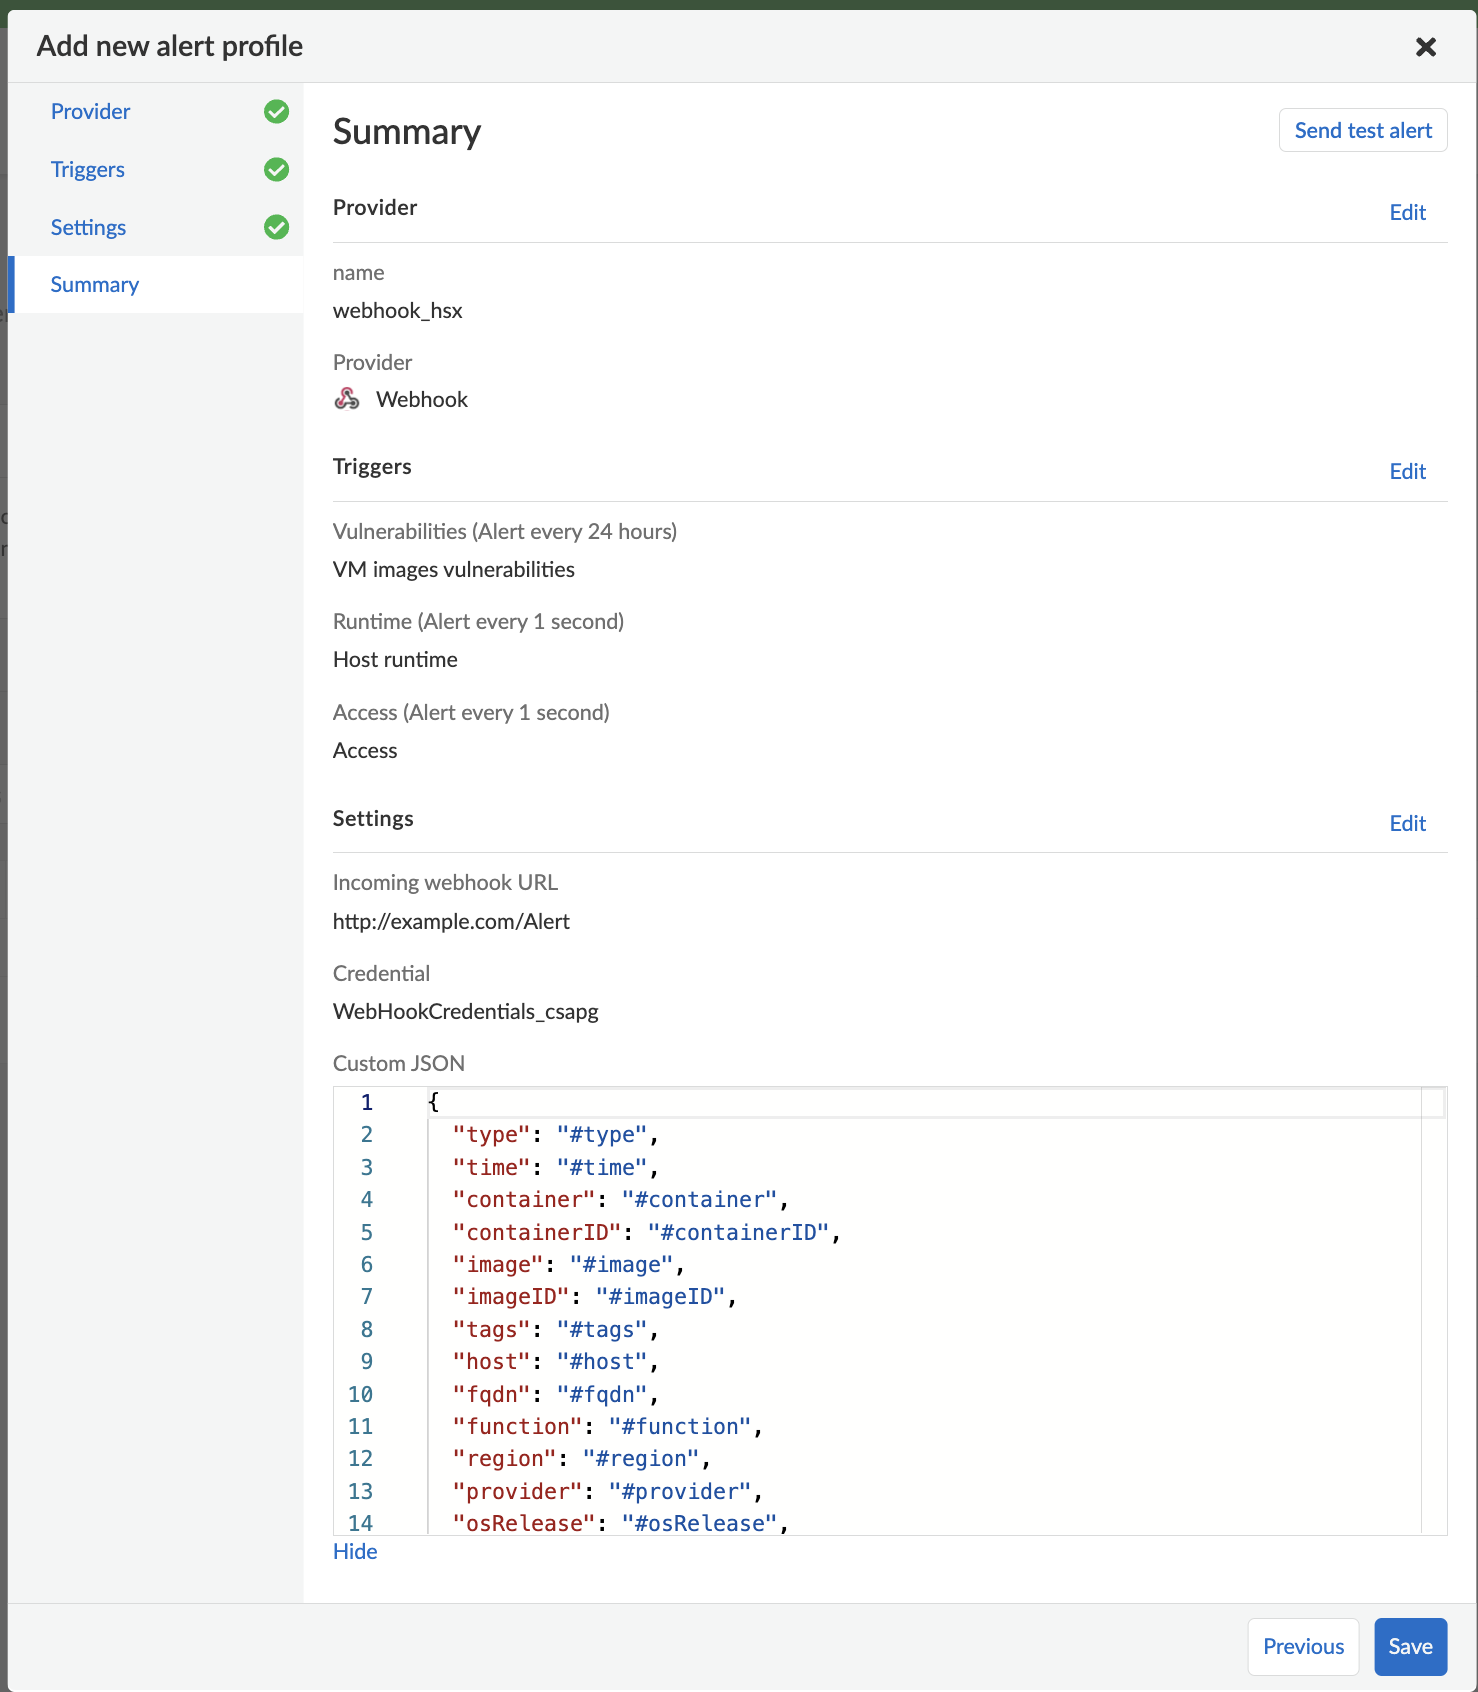 Add new alert profile
Provider
Triggers
Settings
Summary
Summary
Send test alert
Provider
Edit
name
webhook_hsx
Provider
Webhook
Triggers
Edit
Vulnerabilities (Alert every 24 hours)
VM images vulnerabilities
Runtime (Alert every 1 second)
Host runtime
Access (Alert every 1 second)
Access
Settings
Edit
Incoming webhook URL
http://example.com/Alert
Credential
WebHookCredentials_csapg
Custom JSON
1 {
2 "type": "#type",
3 "time": "#time",
4 "container": "#container",
5 "containerID": "#containerID",
6 "image": "#image",
7 "imageID": "#imageID",
8 "tags": "#tags",
9 "host": "#host",
10 "fqdn": "#fqdn",
11 "function": "#function",
12 "region": "#region",
13 "provider": "#provider",
14 "osRelease": "#osRelease",
Hide
Previous
Save